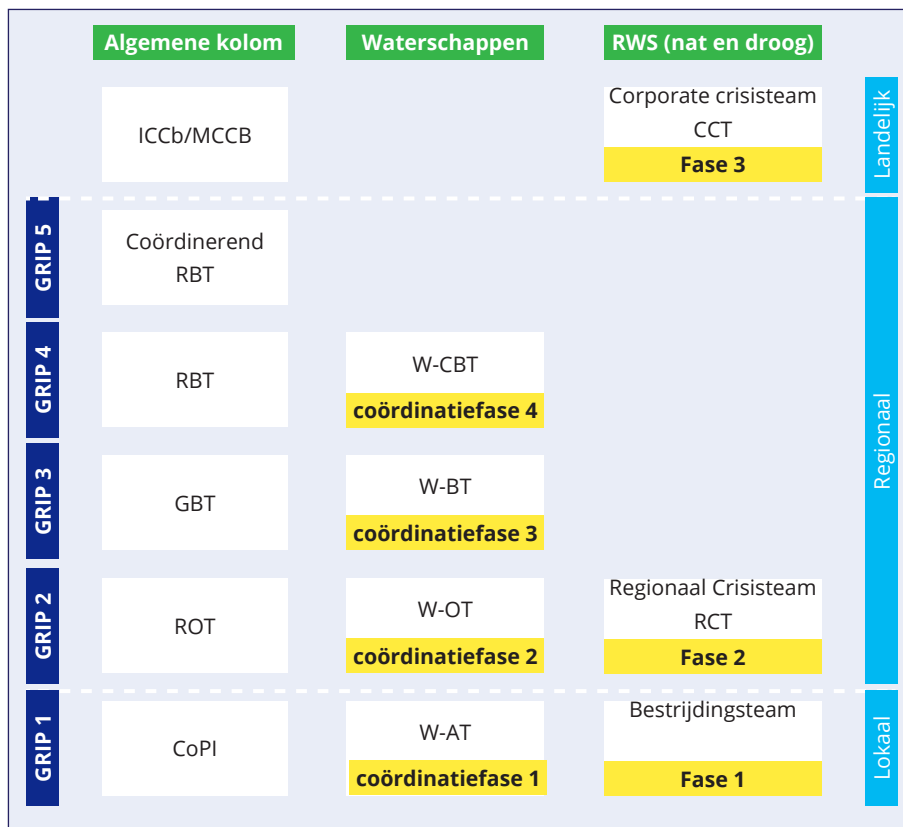 Algemene kolom
Waterschappen
RWS (nat en droog)
ICCb/MCCB
Corporate crisisteam
CCT
Fase 3
Landelijk
GRIP 5
Coördinerend
RBT
Regionaal
GRIP 4
RBT
W-CBT
coördinatiefase 4
GRIP 3
GBT
W-BT
coördinatiefase 3
GRIP 2
ROT
W-OT
coördinatiefase 2
Regionaal Crisisteam
RCT
Fase 2
GRIP 1
CoPI
W-AT
coördinatiefase 1
Bestrijdingsteam
Fase 1
Lokaal